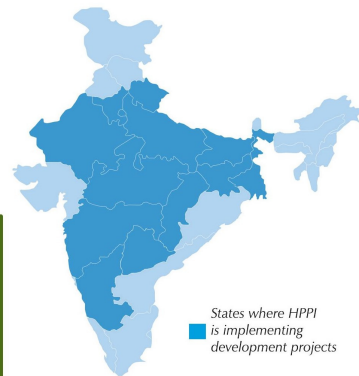 States where HPPI
is implementing
development projects